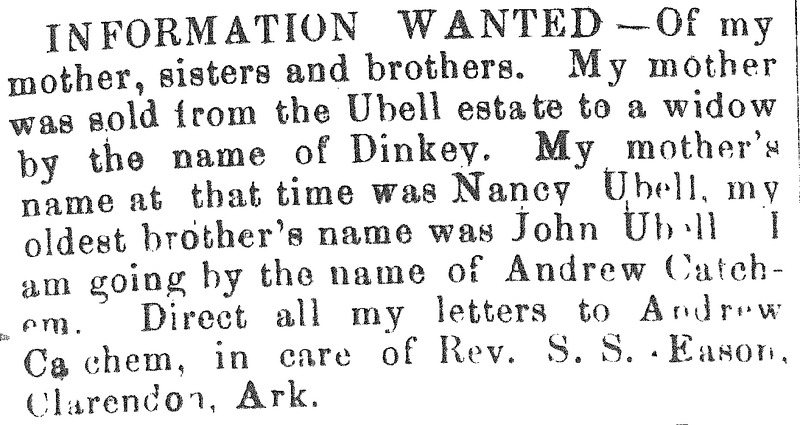 INFORMATION WANTED—Of my
mother, sisters and brothers. My mother
was sold from the Ubell estate to a widow
by the name of Dinkey. My mother's
name at that time was Nancy Ubell, my
oldest brother's name was John Ubell I
am going by the name of Andrew Catch-
em. Direct all my letters to Andrew
Ca chem, in care of Rev. S. S. Eason,
Clarendon, Ark.